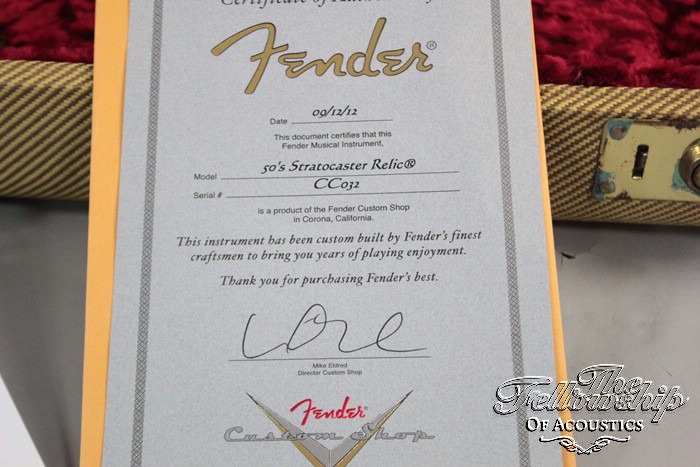 Certificate of Authenticity
Fender®
Date 09/12/12
This document certifies that this
Fender Musical Instrument,
Model 50's Stratocaster Relic®
Serial # CC032
is a product of the Fender Custom Shop
in Corona, California.
This instrument has been custom built by Fender's finest
craftsmen to bring you years of playing enjoyment.
Thank you for purchasing Fender's best.
Mike Eldred
Director Custom Shop
Fender
Custom Shop
The
Fellowship
Of Acoustics